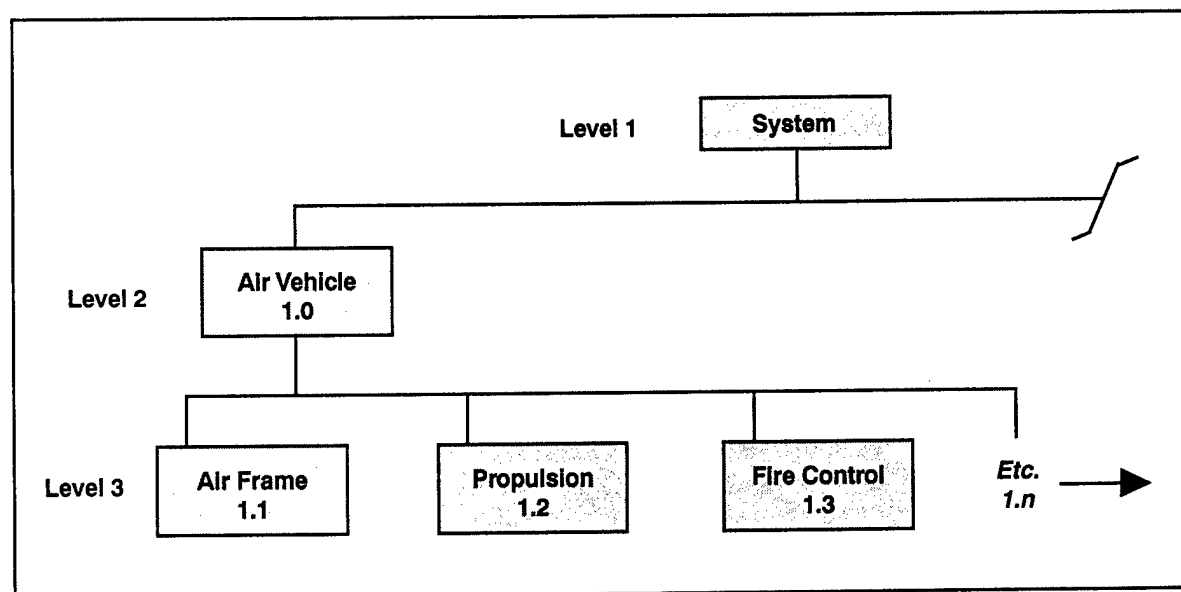 Level 1
System
Level 2
Air Vehicle
1.0
Level 3
Air Frame
1.1
Propulsion
1.2
Fire Control
1.3
Etc.
1.n